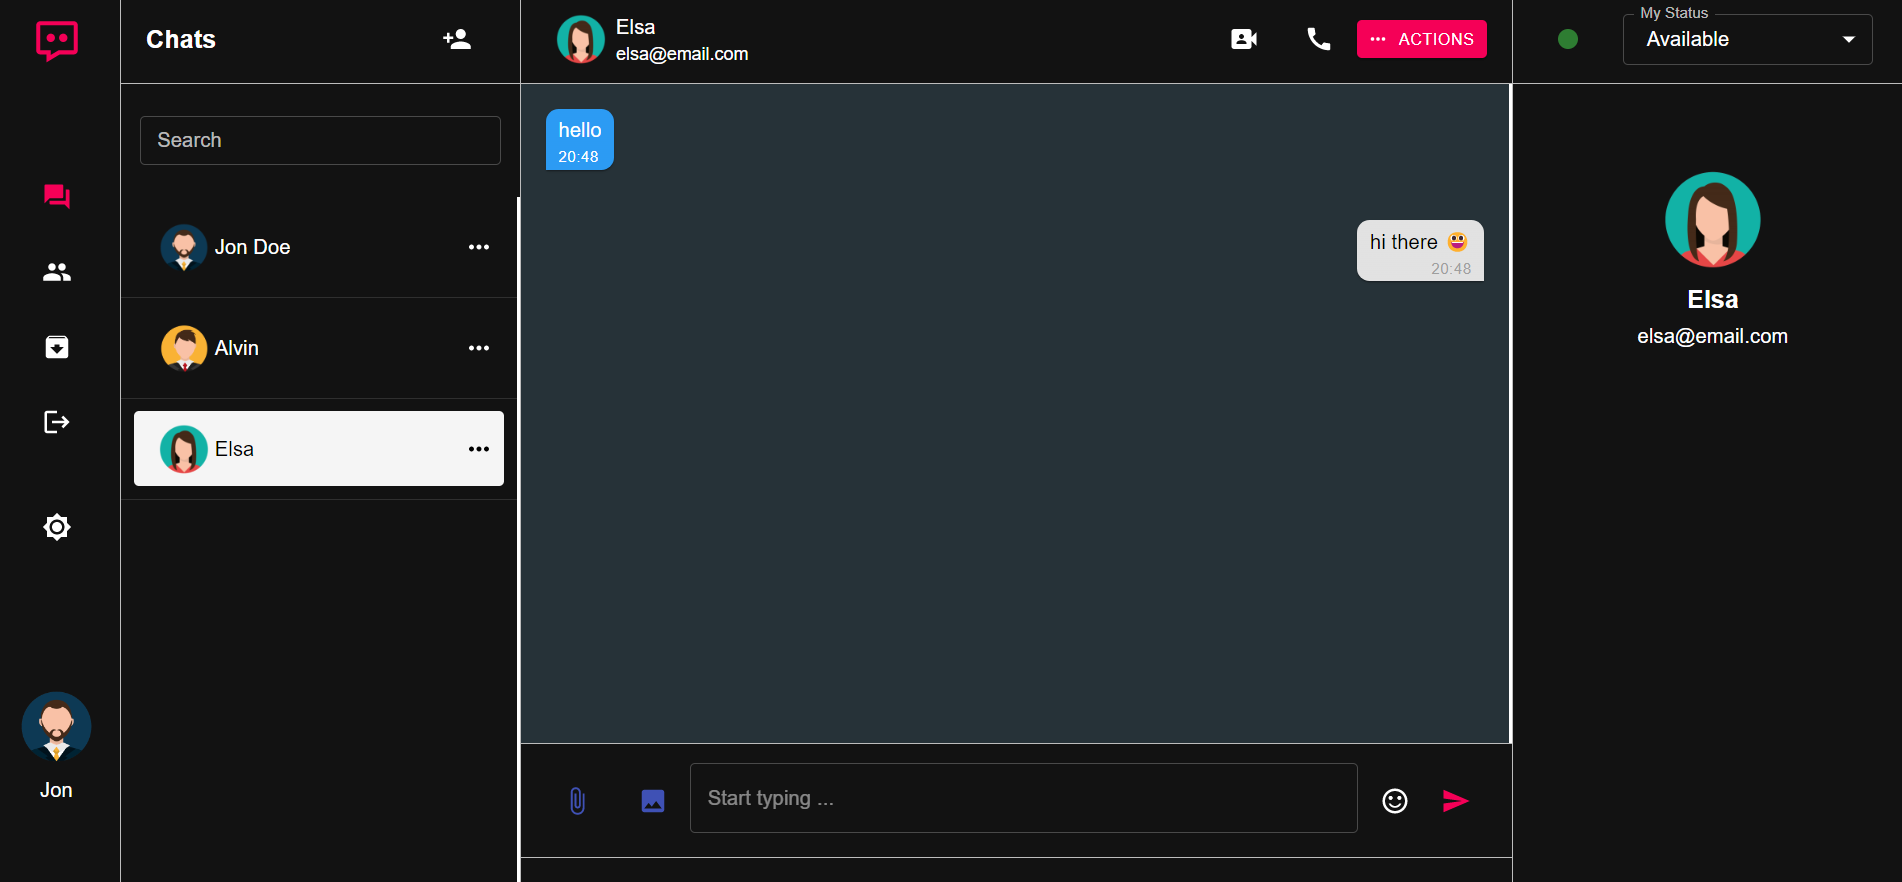 Chats
Search
Jon Doe
Alvin
Elsa
Jon
Elsa
elsa@email.com
ACTIONS
hello
20:48
hi there 😃
20:48
Start typing ...
My Status
Available
Elsa
elsa@email.com